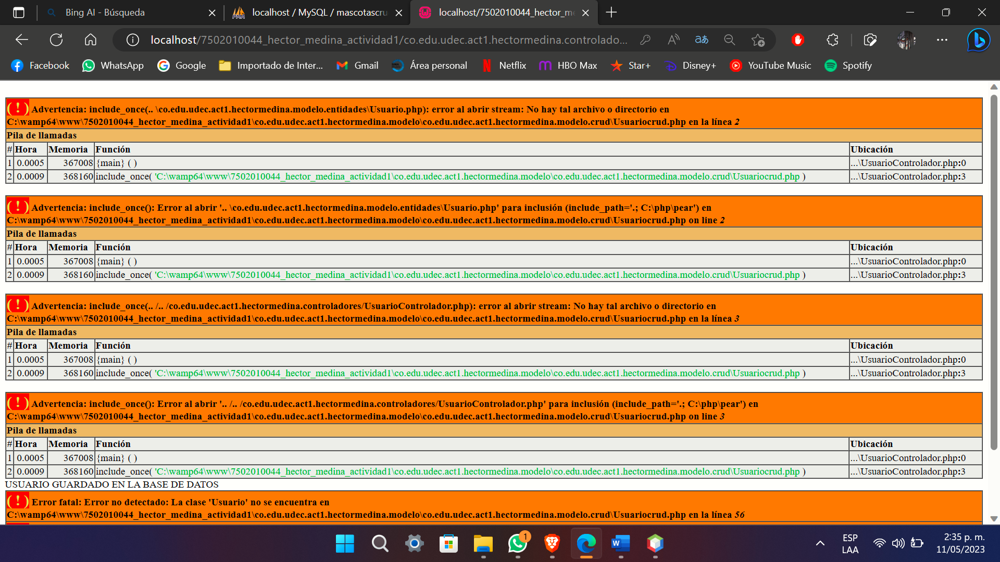 Bing AI - Búsqueda
localhost / MySQL / mascotascru
localhost/7502010044_hector_me
localhost/7502010044_hector_medina_actividad1/co.edu.udec.act1.hectormedina.controlado...
Facebook WhatsApp Google Importado de Inter... Gmail Área personal Netflix HBO Max Star+ Disney+ YouTube Music Spotify
( ! ) Advertencia: include_once(.. \co.edu.udec.act1.hectormedina.modelo.entidades\Usuario.php): error al abrir stream: No hay tal archivo o directorio en
C:\wamp64\www\7502010044_hector_medina_actividad1\co.edu.udec.act1.hectormedina.modelo\co.edu.udec.act1.hectormedina.modelo.crud\Usuariocrud.php en la línea 2
Pila de llamadas
# Hora Memoria Función Ubicación
1 0.0005 367008 {main} ( ) ...\UsuarioControlador.php:0
2 0.0009 368160 include_once( 'C:\wamp64\www\7502010044_hector_medina_actividad1\co.edu.udec.act1.hectormedina.modelo\co.edu.udec.act1.hectormedina.modelo.crud\Usuariocrud.php ) ...\UsuarioControlador.php:3
( ! ) Advertencia: include_once(): Error al abrir '.. \co.edu.udec.act1.hectormedina.modelo.entidades\Usuario.php' para inclusión (include_path='.; C:\php\pear') en
C:\wamp64\www\7502010044_hector_medina_actividad1\co.edu.udec.act1.hectormedina.modelo\co.edu.udec.act1.hectormedina.modelo.crud\Usuariocrud.php on line 2
Pila de llamadas
# Hora Memoria Función Ubicación
1 0.0005 367008 {main} ( ) ...\UsuarioControlador.php:0
2 0.0009 368160 include_once( 'C:\wamp64\www\7502010044_hector_medina_actividad1\co.edu.udec.act1.hectormedina.modelo\co.edu.udec.act1.hectormedina.modelo.crud\Usuariocrud.php ) ...\UsuarioControlador.php:3
( ! ) Advertencia: include_once(.. /.. /co.edu.udec.act1.hectormedina.controladores/UsuarioControlador.php): error al abrir stream: No hay tal archivo o directorio en
C:\wamp64\www\7502010044_hector_medina_actividad1\co.edu.udec.act1.hectormedina.modelo\co.edu.udec.act1.hectormedina.modelo.crud\Usuariocrud.php en la línea 3
Pila de llamadas
# Hora Memoria Función Ubicación
1 0.0005 367008 {main} ( ) ...\UsuarioControlador.php:0
2 0.0009 368160 include_once( 'C:\wamp64\www\7502010044_hector_medina_actividad1\co.edu.udec.act1.hectormedina.modelo\co.edu.udec.act1.hectormedina.modelo.crud\Usuariocrud.php ) ...\UsuarioControlador.php:3
( ! ) Advertencia: include_once(): Error al abrir '.. /.. /co.edu.udec.act1.hectormedina.controladores/UsuarioControlador.php' para inclusión (include_path='.; C:\php\pear') en
C:\wamp64\www\7502010044_hector_medina_actividad1\co.edu.udec.act1.hectormedina.modelo\co.edu.udec.act1.hectormedina.modelo.crud\Usuariocrud.php on line 3
Pila de llamadas
# Hora Memoria Función Ubicación
1 0.0005 367008 {main} ( ) ...\UsuarioControlador.php:0
2 0.0009 368160 include_once( 'C:\wamp64\www\7502010044_hector_medina_actividad1\co.edu.udec.act1.hectormedina.modelo\co.edu.udec.act1.hectormedina.modelo.crud\Usuariocrud.php ) ...\UsuarioControlador.php:3
USUARIO GUARDADO EN LA BASE DE DATOS
( ! ) Error fatal: Error no detectado: La clase 'Usuario' no se encuentra en
C:\wamp64\www\7502010044_hector_medina_actividad1\co.edu.udec.act1.hectormedina.modelo\co.edu.udec.act1.hectormedina.modelo.crud\Usuariocrud.php en la línea 56
1
ESP
LAA
2:35 p. m.
11/05/2023